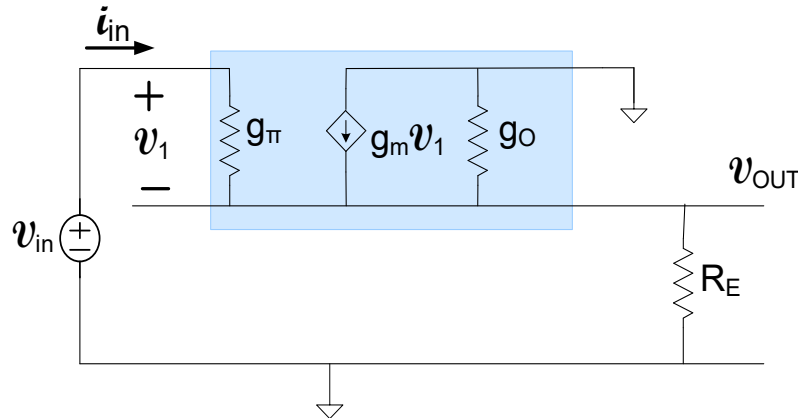 i_in
+
v_1
−
g_π
g_m v_1
g_O
v_OUT
v_in
+
−
R_E